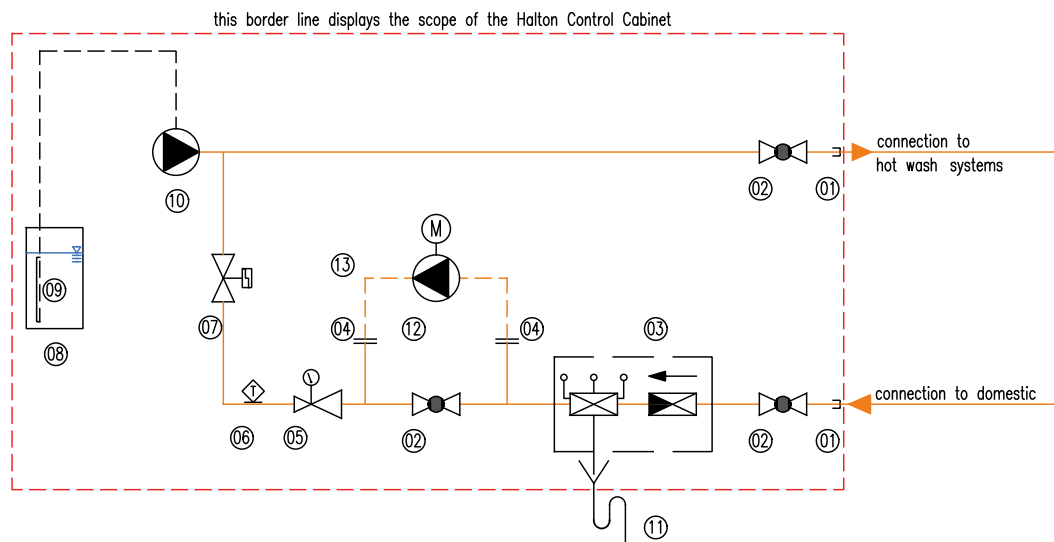 this border line displays the scope of the Halton Control Cabinet
connection to
hot wash systems
10
02
01
M
13
09
07
04
12
04
03
08
T
connection to domestic
06
05
02
02
01
11